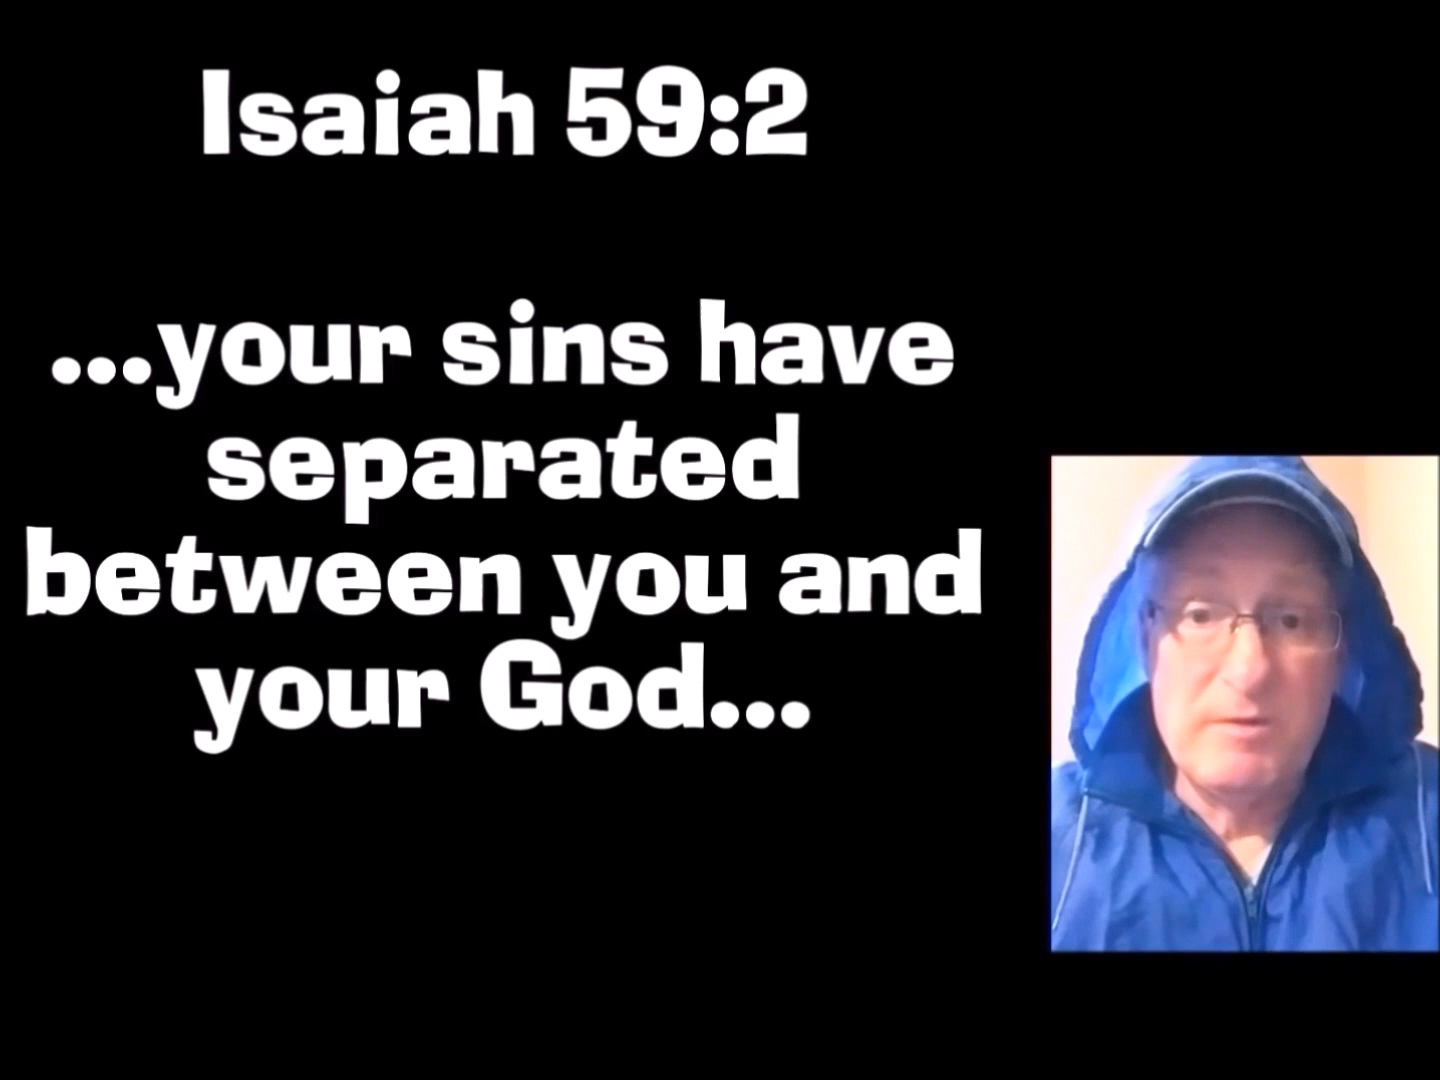 Isaiah 59:2
...your sins have
separated
between you and
your God...